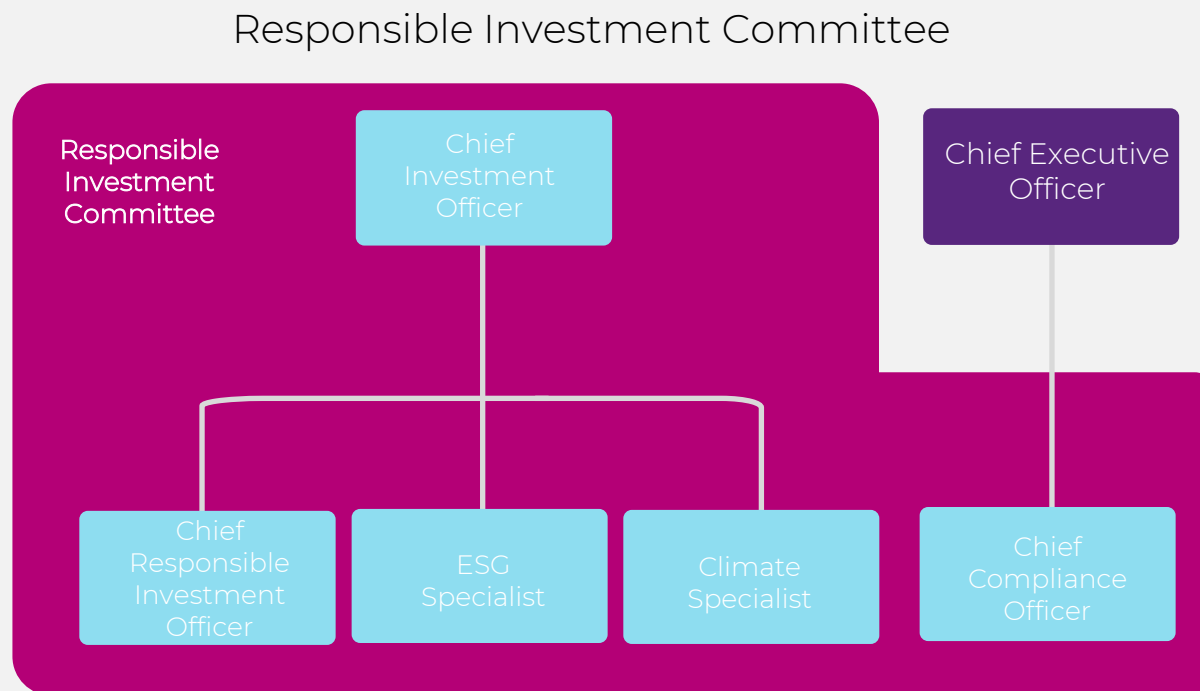 Responsible Investment Committee
Responsible
Investment
Committee
Chief
Investment
Officer
Chief Executive
Officer
Chief
Responsible
Investment
Officer
ESG
Specialist
Climate
Specialist
Chief
Compliance
Officer